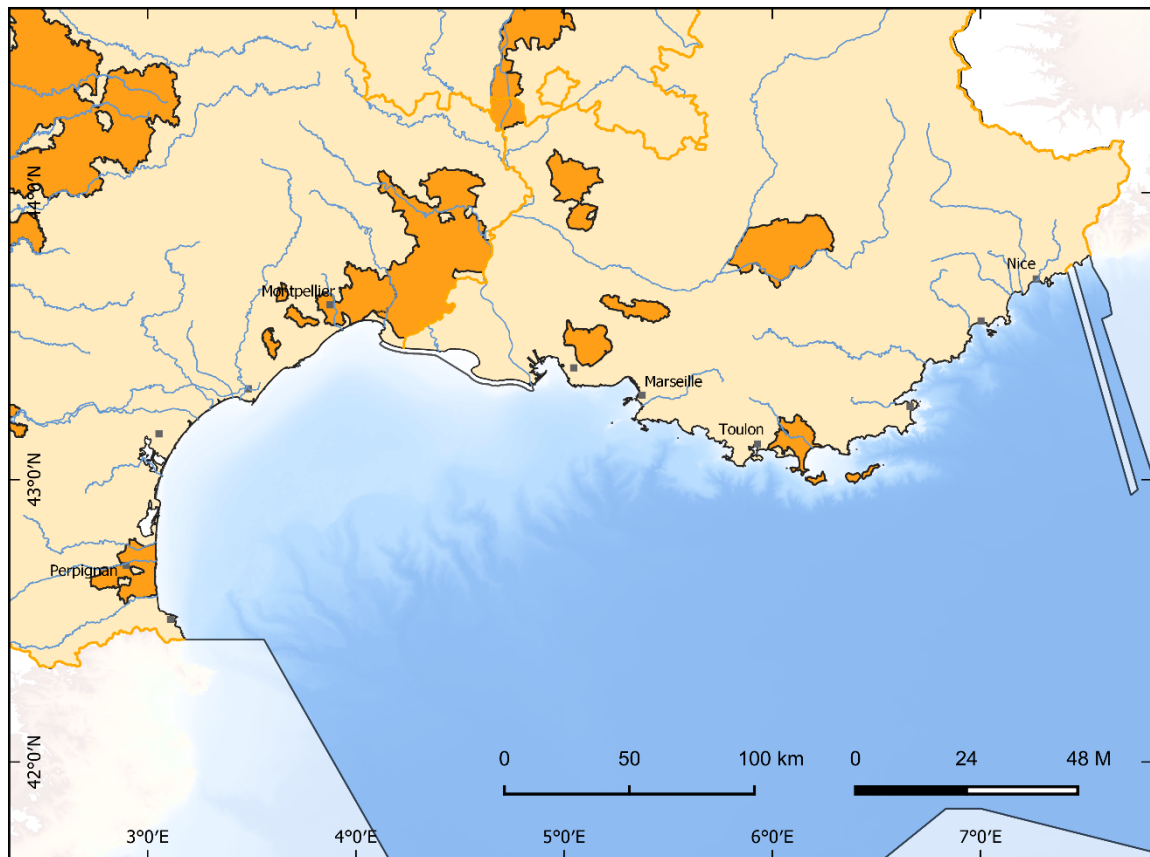 44°0′N
Nice
Montpellier
Marseille
Toulon
43°0′N
Perpignan
42°0′N
0 50 100 km
0 24 48 M
3°0′E 4°0′E 5°0′E 6°0′E 7°0′E